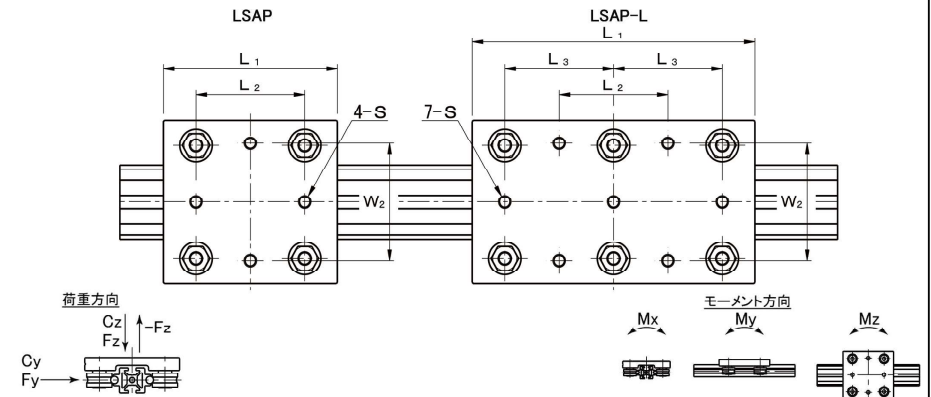 LSAP
LSAP-L
L₁
L₁
L₃
L₃
L₂
L₂
4-S
7-S
W₂
W₂
荷重方向
モーメント方向
Cz
Fz
-Fz
Cy
Fy
Mx
My
Mz